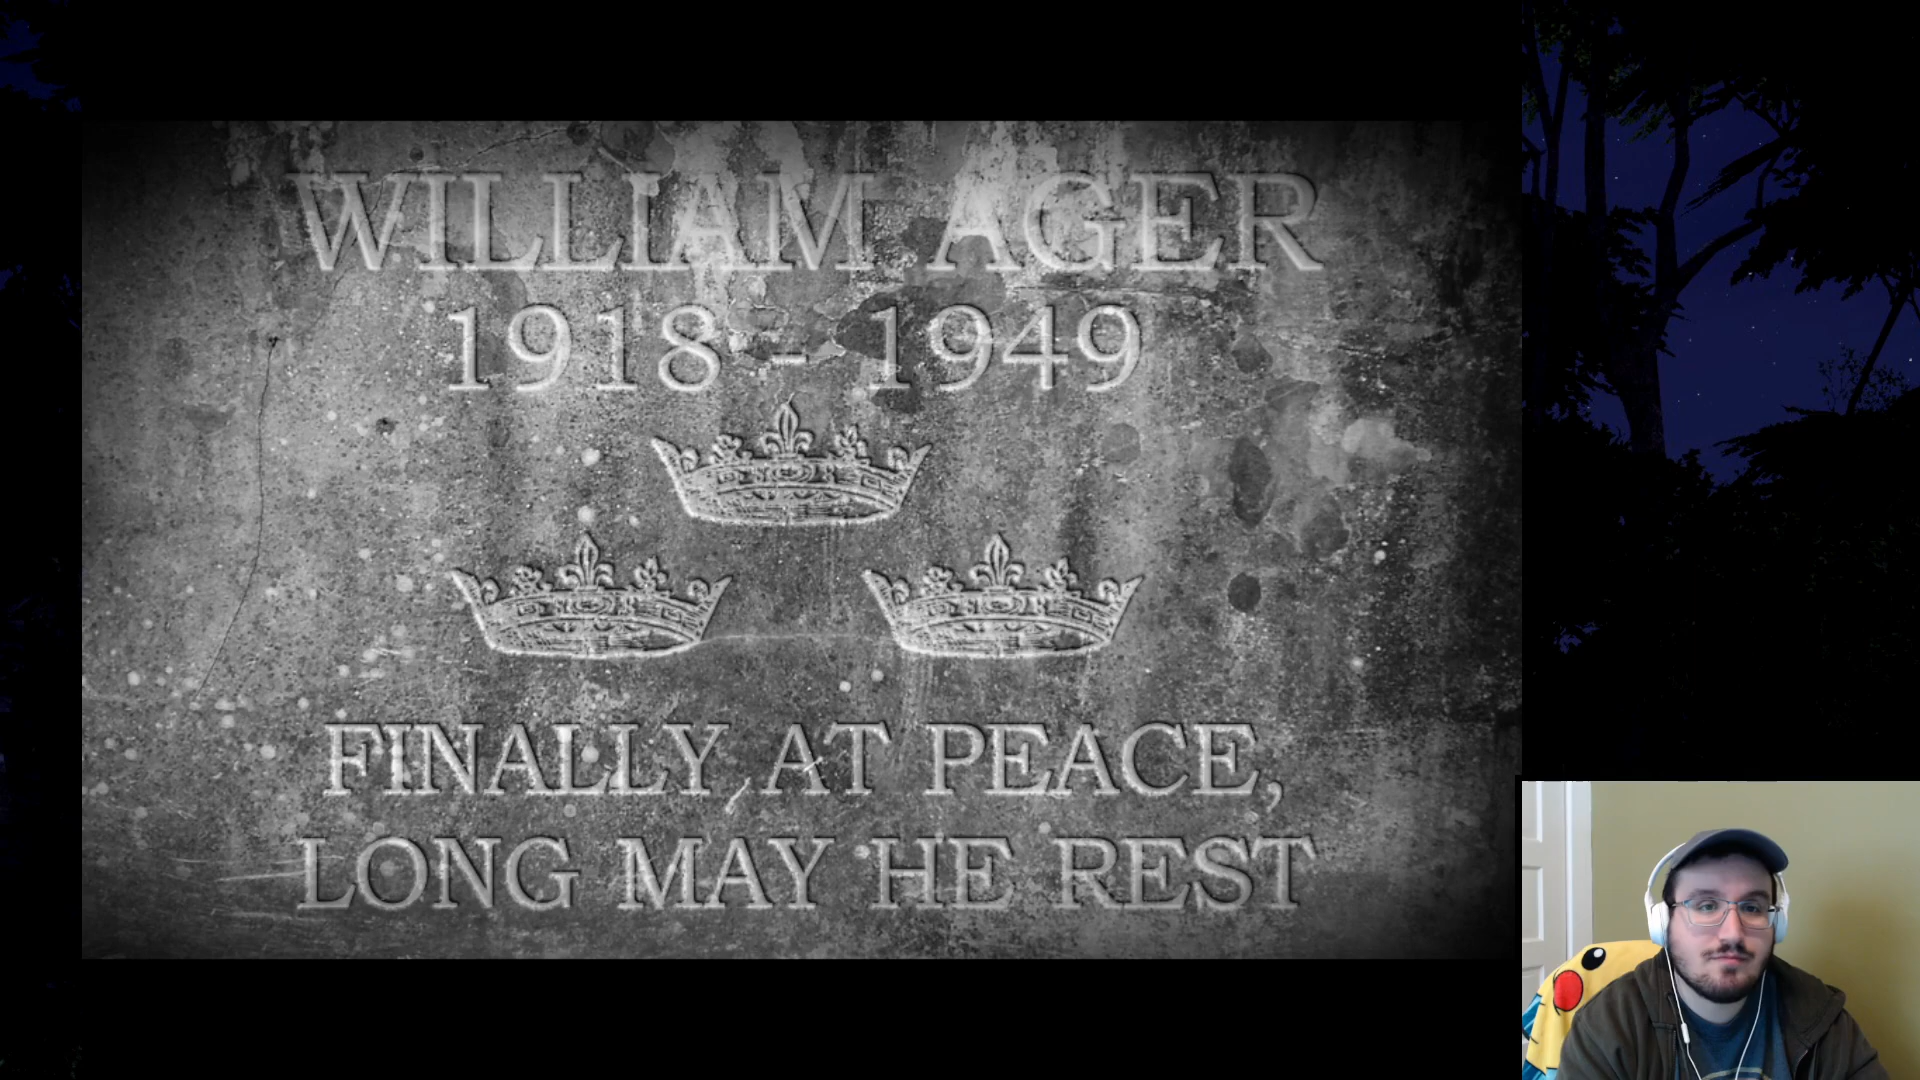 WILLIAM AGER
1918 - 1949
FINALLY AT PEACE,
LONG MAY HE REST